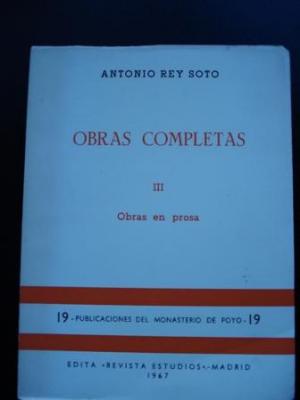 ANTONIO REY SOTO
OBRAS COMPLETAS
III
Obras en prosa
19 - PUBLICACIONES DEL MONASTERIO DE POYO - 19
EDITA «REVISTA ESTUDIOS».-MADRID
1967